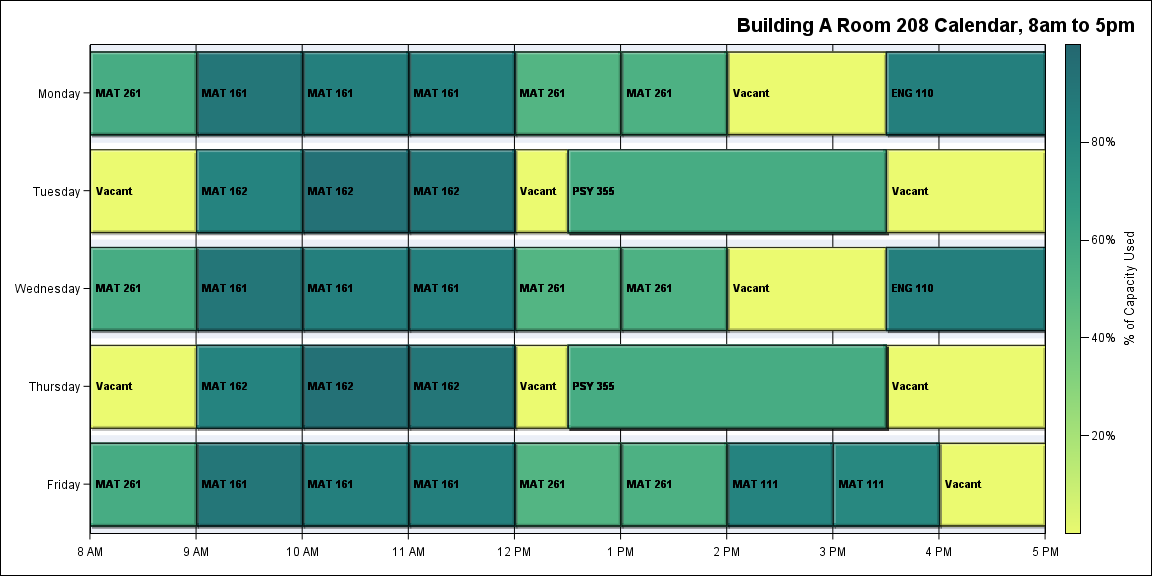 Building A Room 208 Calendar, 8am to 5pm
Monday
MAT 261
MAT 161
MAT 161
MAT 161
MAT 261
MAT 261
Vacant
ENG 110
Tuesday
Vacant
MAT 162
MAT 162
MAT 162
Vacant
PSY 355
Vacant
Wednesday
MAT 261
MAT 161
MAT 161
MAT 161
MAT 261
MAT 261
Vacant
ENG 110
Thursday
Vacant
MAT 162
MAT 162
MAT 162
Vacant
PSY 355
Vacant
Friday
MAT 261
MAT 161
MAT 161
MAT 161
MAT 261
MAT 261
MAT 111
MAT 111
Vacant
8 AM
9 AM
10 AM
11 AM
12 PM
1 PM
2 PM
3 PM
4 PM
5 PM
80%
60%
40%
20%
% of Capacity Used